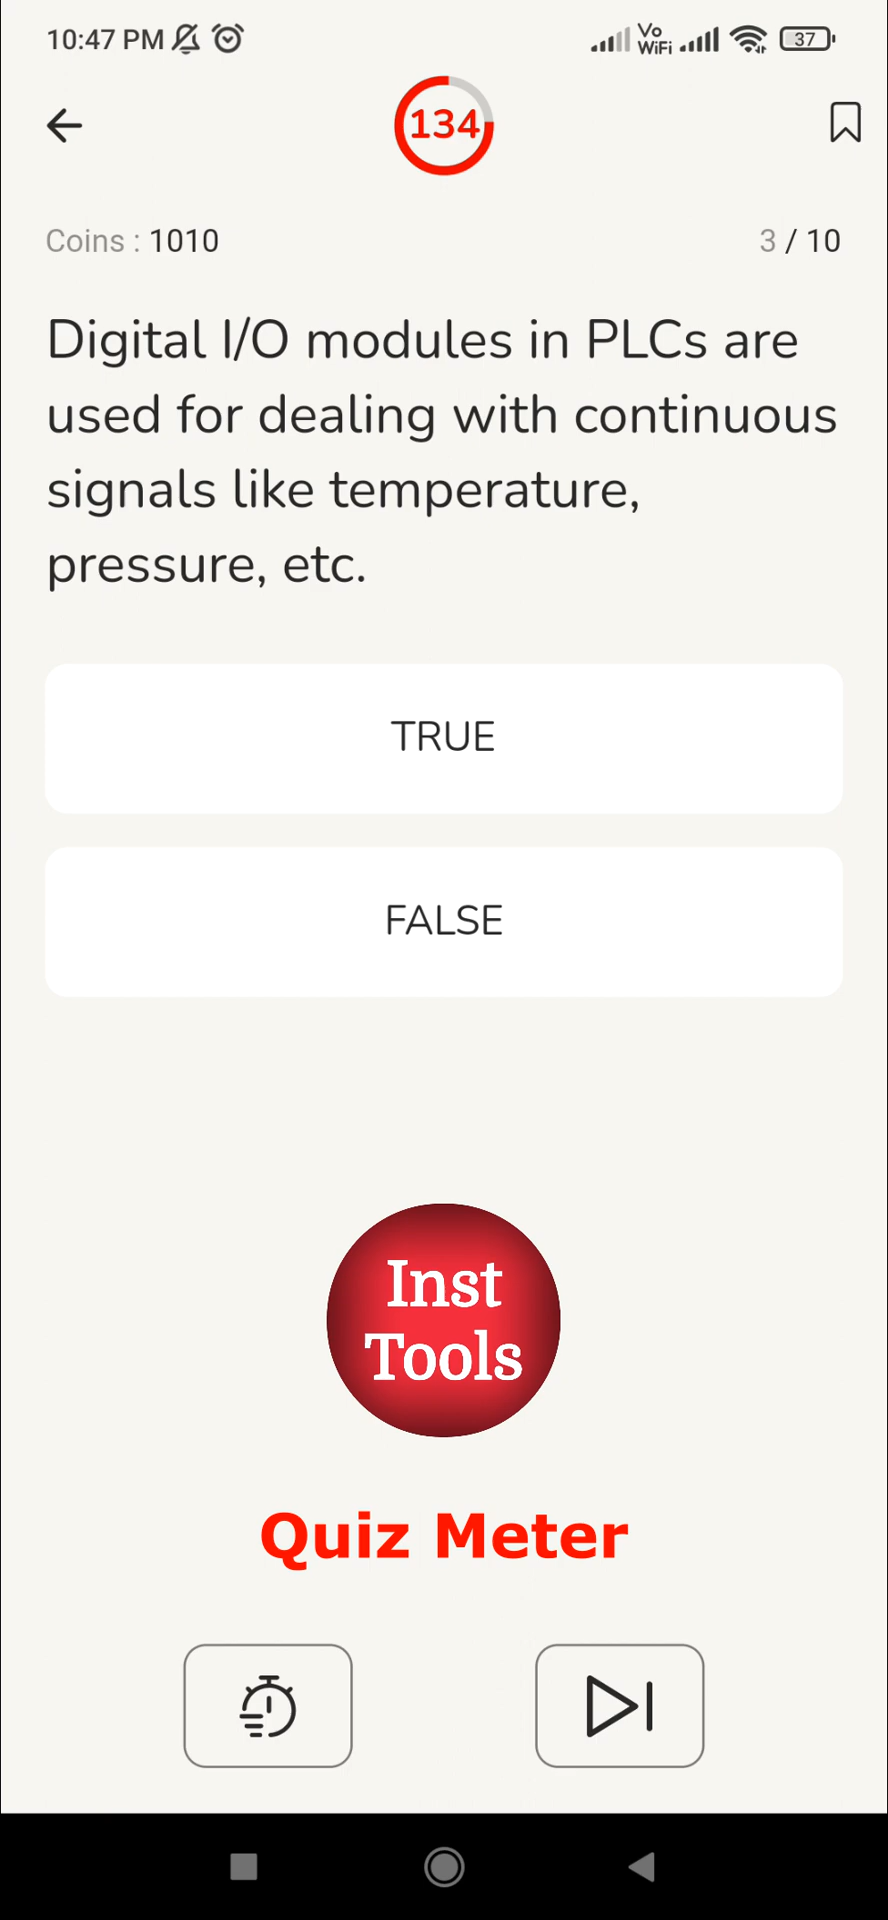 10:47 PM Vo WiFi 37
134
Coins : 1010 3 / 10
Digital I/O modules in PLCs are
used for dealing with continuous
signals like temperature,
pressure, etc.
TRUE
FALSE
Inst
Tools
Quiz Meter